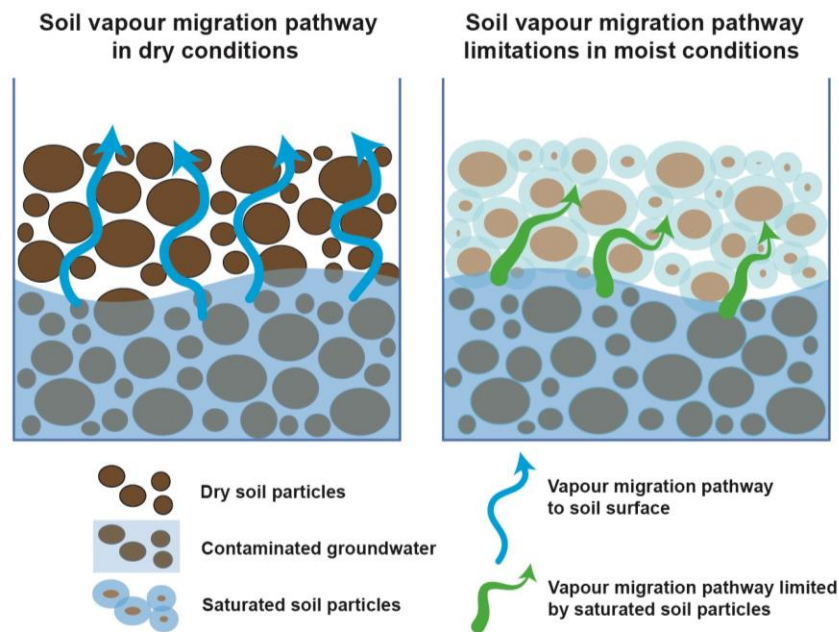 Soil vapour migration pathway
in dry conditions
Soil vapour migration pathway
limitations in moist conditions
Dry soil particles
Contaminated groundwater
Saturated soil particles
Vapour migration pathway
to soil surface
Vapour migration pathway limited
by saturated soil particles